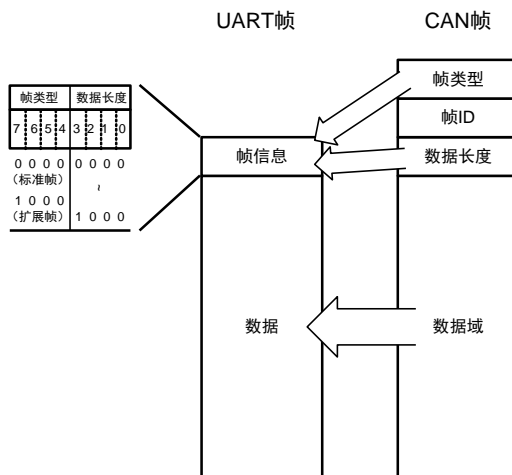 UART帧 CAN帧
帧类型
帧类型 数据长度
帧ID
7 6 5 4 3 2 1 0
帧信息 数据长度
0 0 0 0 0 0 0 0
(标准帧) ~
1 0 0 0
(扩展帧) 1 0 0 0
数据 数据域